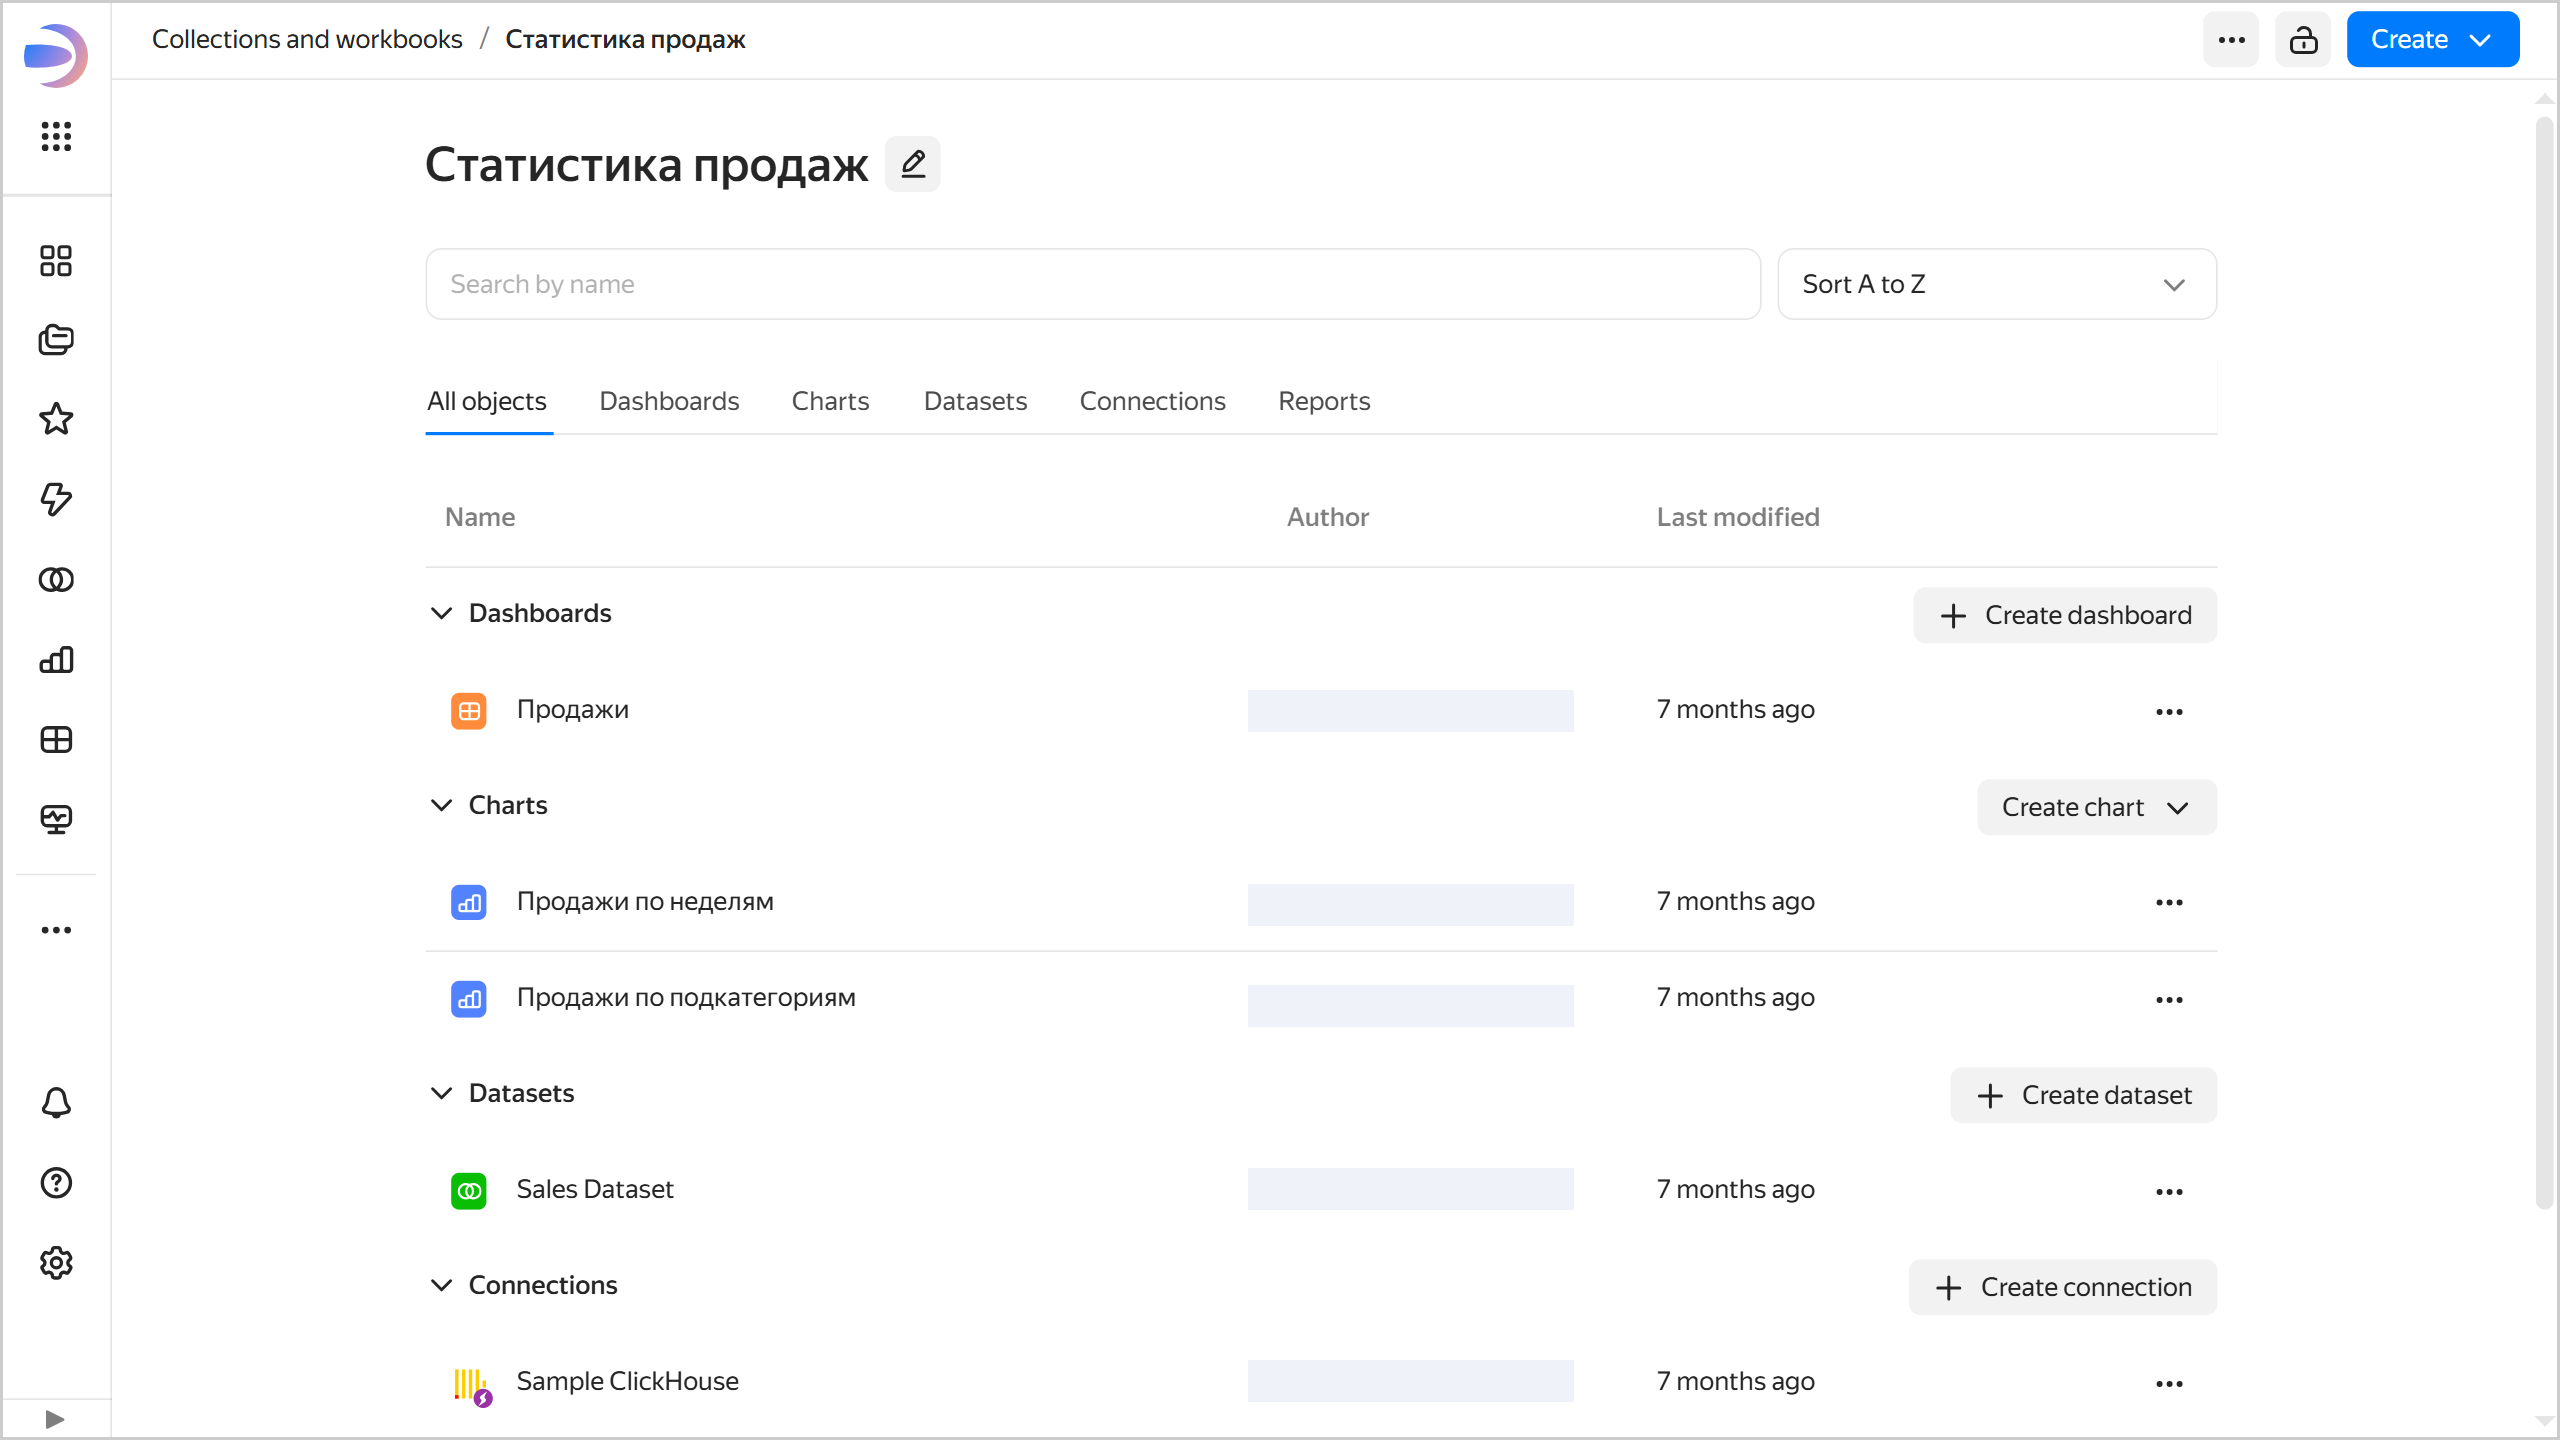 Collections and workbooks / Статистика продаж
Create
Статистика продаж
Search by name
Sort A to Z
All objects Dashboards Charts Datasets Connections Reports
Name Author Last modified
Dashboards Create dashboard
Продажи 7 months ago
Charts Create chart
Продажи по неделям 7 months ago
Продажи по подкатегориям 7 months ago
Datasets Create dataset
Sales Dataset 7 months ago
Connections Create connection
Sample ClickHouse 7 months ago